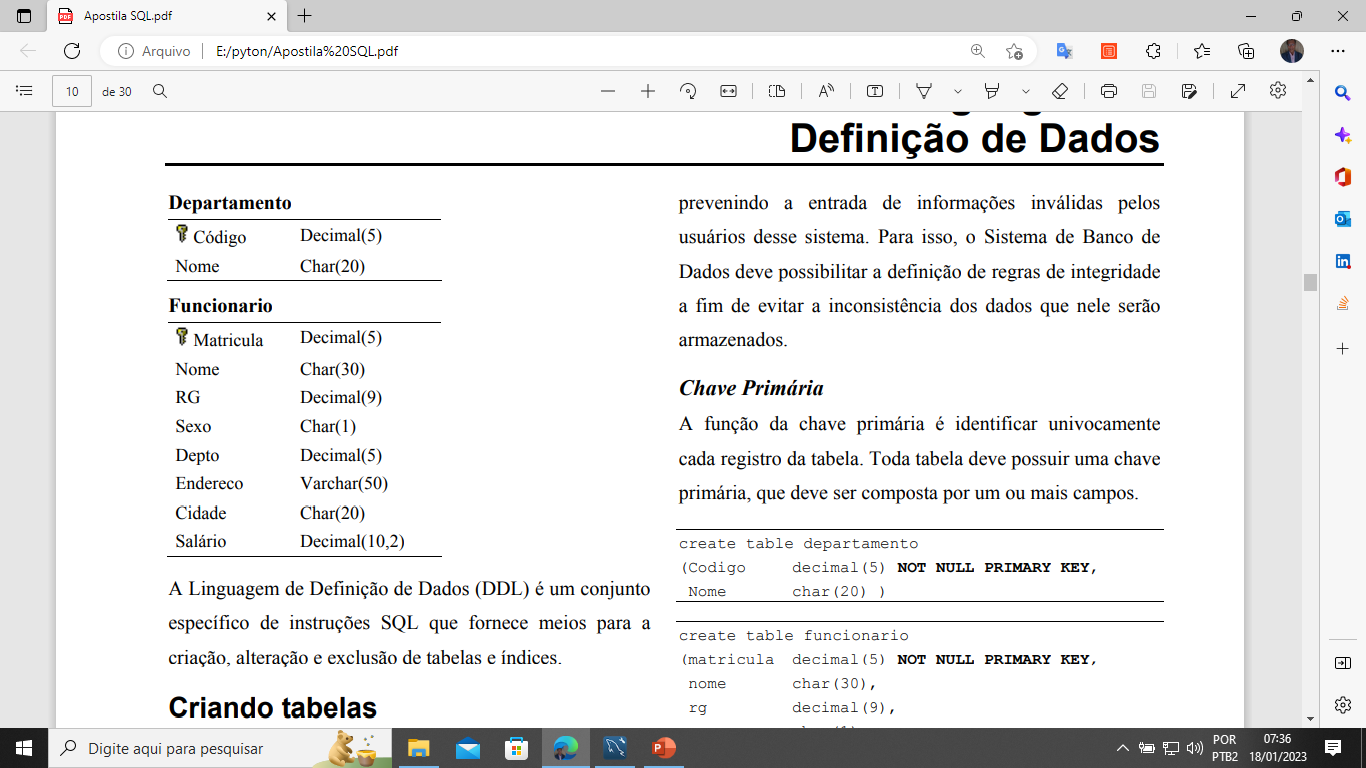 Apostila SQL.pdf
Arquivo
E:/pyton/Apostila%20SQL.pdf
10
de 30
Definição de Dados
Departamento
Código Decimal(5)
Nome Char(20)
Funcionario
Matricula Decimal(5)
Nome Char(30)
RG Decimal(9)
Sexo Char(1)
Depto Decimal(5)
Endereco Varchar(50)
Cidade Char(20)
Salário Decimal(10,2)
A Linguagem de Definição de Dados (DDL) é um conjunto
específico de instruções SQL que fornece meios para a
criação, alteração e exclusão de tabelas e índices.
Criando tabelas
prevenindo a entrada de informações inválidas pelos
usuários desse sistema. Para isso, o Sistema de Banco de
Dados deve possibilitar a definição de regras de integridade
a fim de evitar a inconsistência dos dados que nele serão
armazenados.
Chave Primária
A função da chave primária é identificar univocamente
cada registro da tabela. Toda tabela deve possuir uma chave
primária, que deve ser composta por um ou mais campos.
create table departamento
(Codigo decimal(5) NOT NULL PRIMARY KEY,
Nome char(20) )
create table funcionario
(matricula decimal(5) NOT NULL PRIMARY KEY,
nome char(30),
rg decimal(9),
Digite aqui para pesquisar
POR
PTB2
07:36
18/01/2023